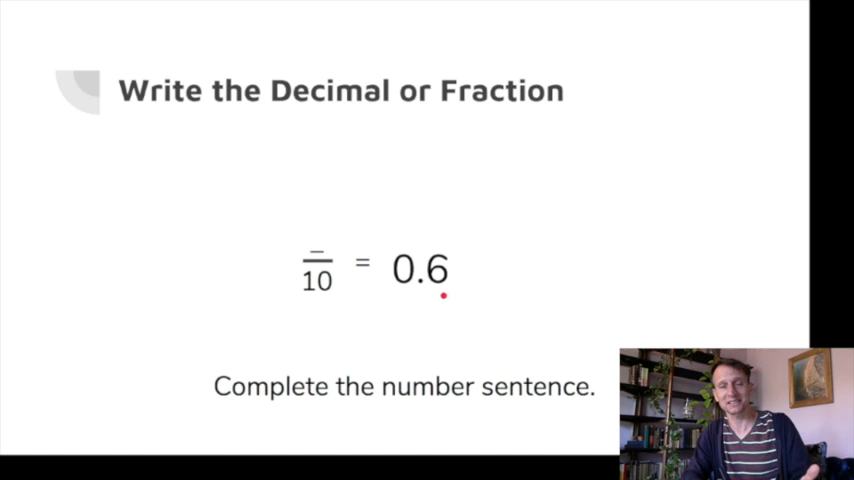 Write the Decimal or Fraction
_
10 = 0.6
Complete the number sentence.